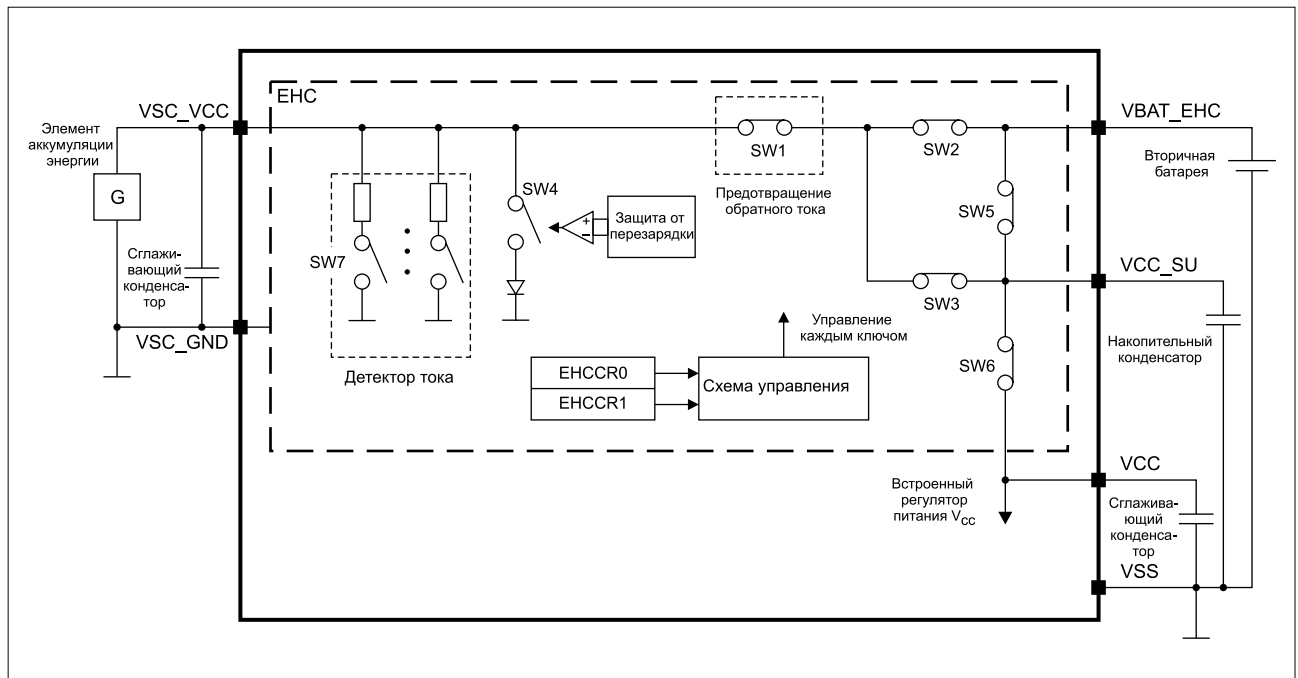 EHC
VSC_VCC
VBAT_EHC
Элемент
аккумуляции
энергии
G
Сглажи-
вающий
конденса-
тор
VSC_GND
SW7
Детектор тока
SW4
+
–
Защита от
перезарядки
SW1
Предотвращение
обратного тока
SW2
SW5
SW3
SW6
Вторичная
батарея
VCC_SU
Накопительный
конденсатор
Управление
каждым ключом
EHCCR0
EHCCR1
Схема управления
Встроенный
регулятор
питания Vcc
VCC
Сглажива-
ющий
конденса-
тор
VSS